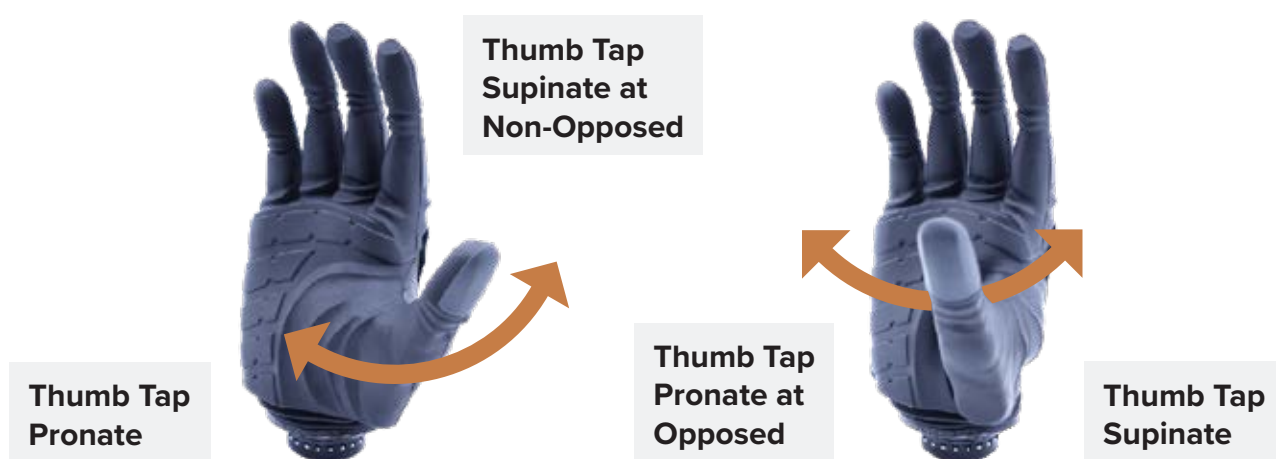 Thumb Tap
Supinate at
Non-Opposed
Thumb Tap
Pronate
Thumb Tap
Pronate at
Opposed
Thumb Tap
Supinate